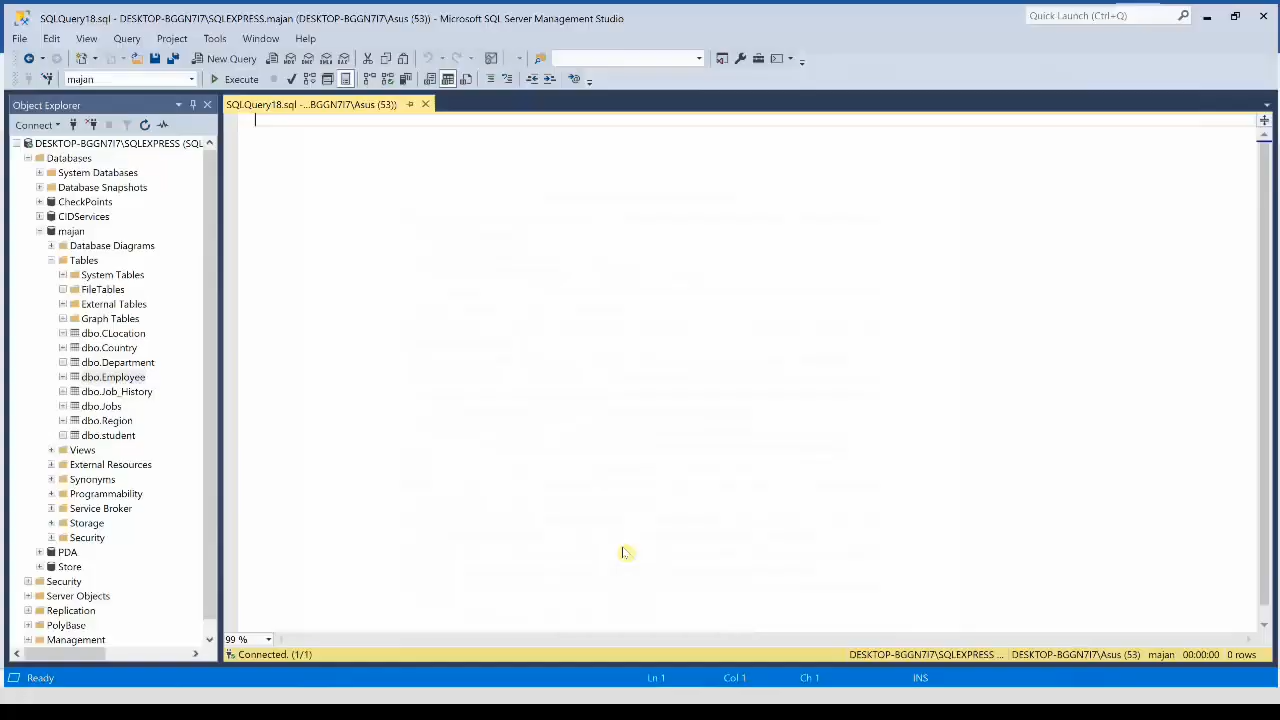 SQLQuery18.sql - DESKTOP-BGGN7I7\SQLEXPRESS.majan (DESKTOP-BGGN7I7\Asus (53)) - Microsoft SQL Server Management Studio
Quick Launch (Ctrl+Q)
File Edit View Query Project Tools Window Help
New Query
majan
Execute
Object Explorer
SQLQuery18.sql -...BGGN7I7\Asus (53))
Connect
DESKTOP-BGGN7I7\SQLEXPRESS (SQL
Databases
System Databases
Database Snapshots
CheckPoints
CIDServices
majan
Database Diagrams
Tables
System Tables
FileTables
External Tables
Graph Tables
dbo.CLocation
dbo.Country
dbo.Department
dbo.Employee
dbo.Job_History
dbo.Jobs
dbo.Region
dbo.student
Views
External Resources
Synonyms
Programmability
Service Broker
Storage
Security
PDA
Store
Security
Server Objects
Replication
PolyBase
Management
99 %
Connected. (1/1)
DESKTOP-BGGN7I7\SQLEXPRESS ... DESKTOP-BGGN7I7\Asus (53) majan 00:00:00 0 rows
Ready
Ln 1 Col 1 Ch 1 INS